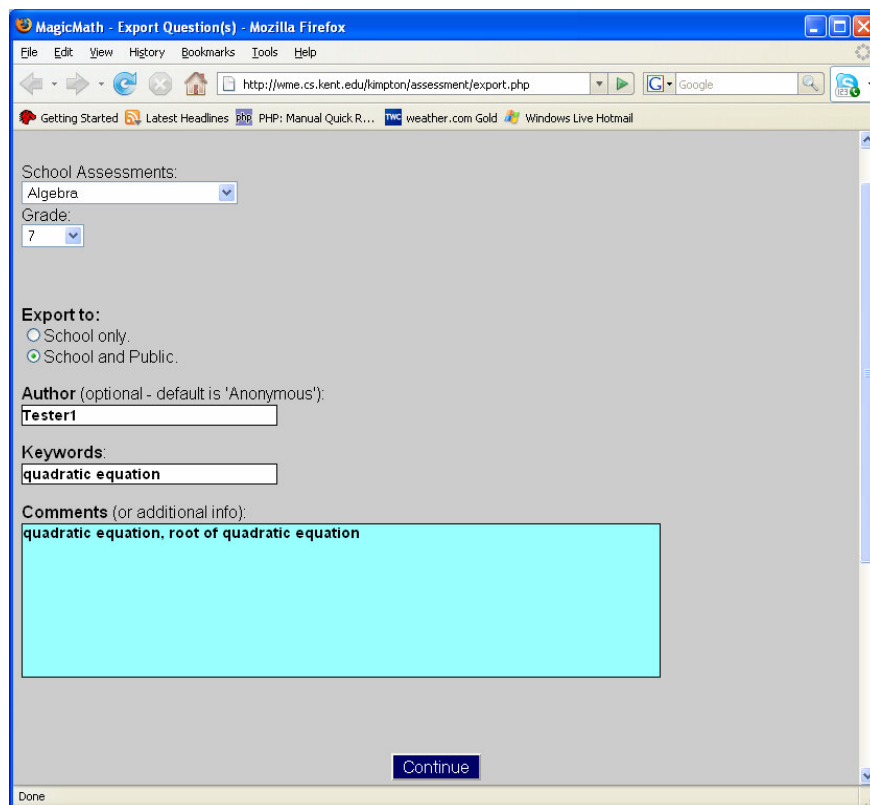 MagicMath - Export Question(s) - Mozilla Firefox
File Edit View History Bookmarks Tools Help
http://wme.cs.kent.edu/kimpton/assessment/export.php G Google
Getting Started Latest Headlines php PHP: Manual Quick R... TWC weather.com Gold Windows Live Hotmail
School Assessments:
Algebra
Grade:
7
Export to:
School only.
School and Public.
Author (optional - default is 'Anonymous'):
Tester1
Keywords:
quadratic equation
Comments (or additional info):
quadratic equation, root of quadratic equation
Continue
Done